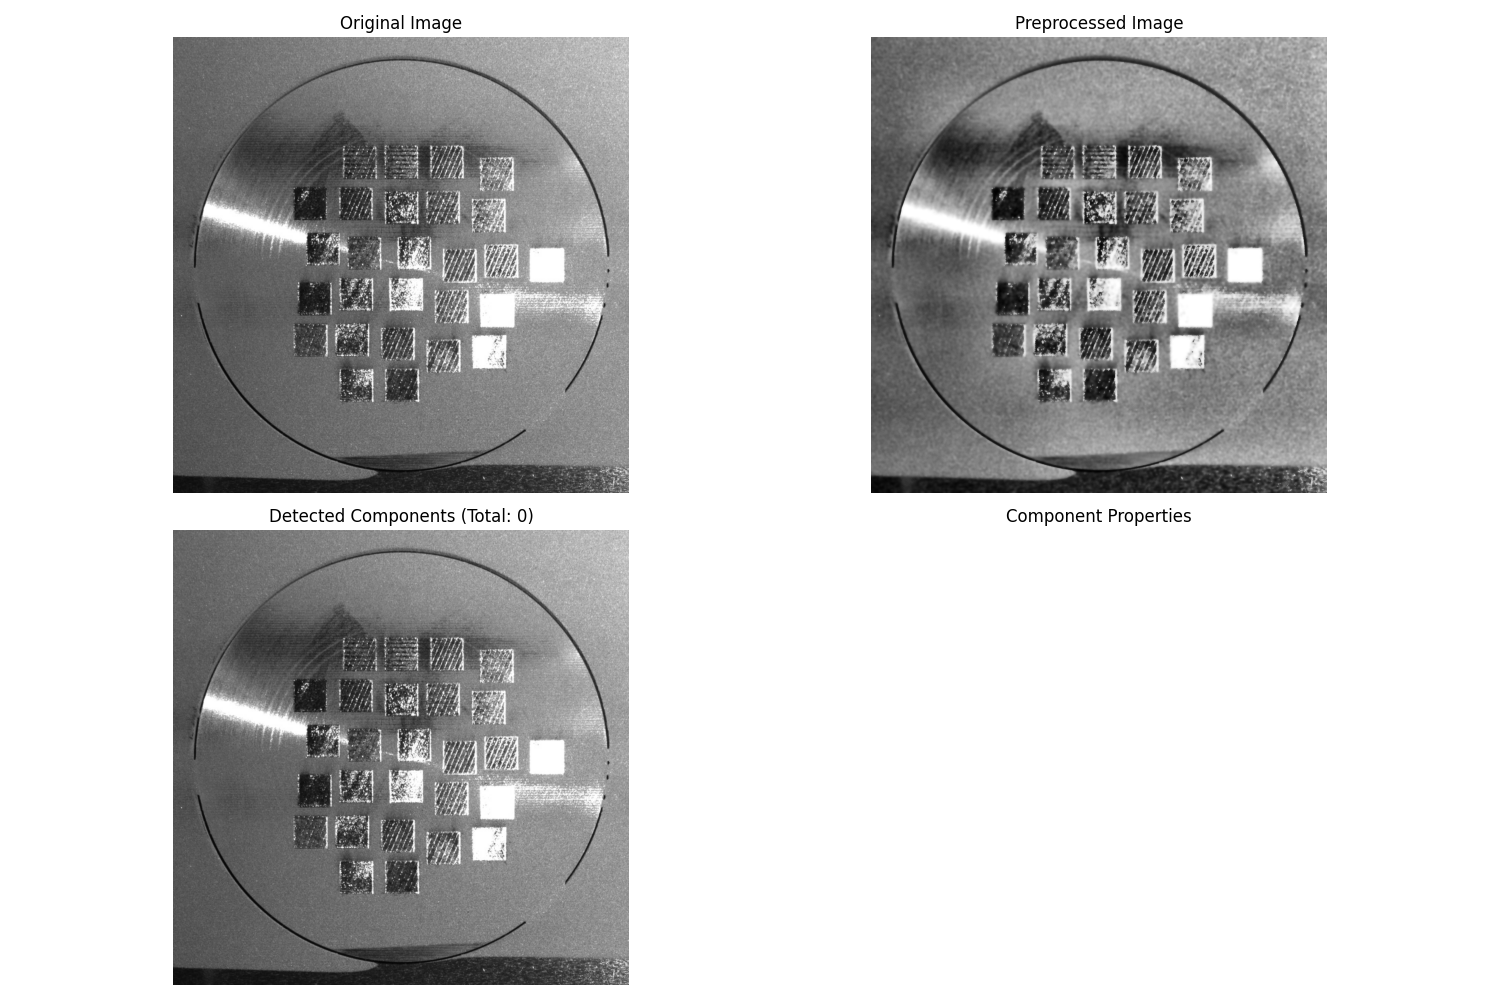 Original Image
Preprocessed Image
Detected Components (Total: 0)
Component Properties